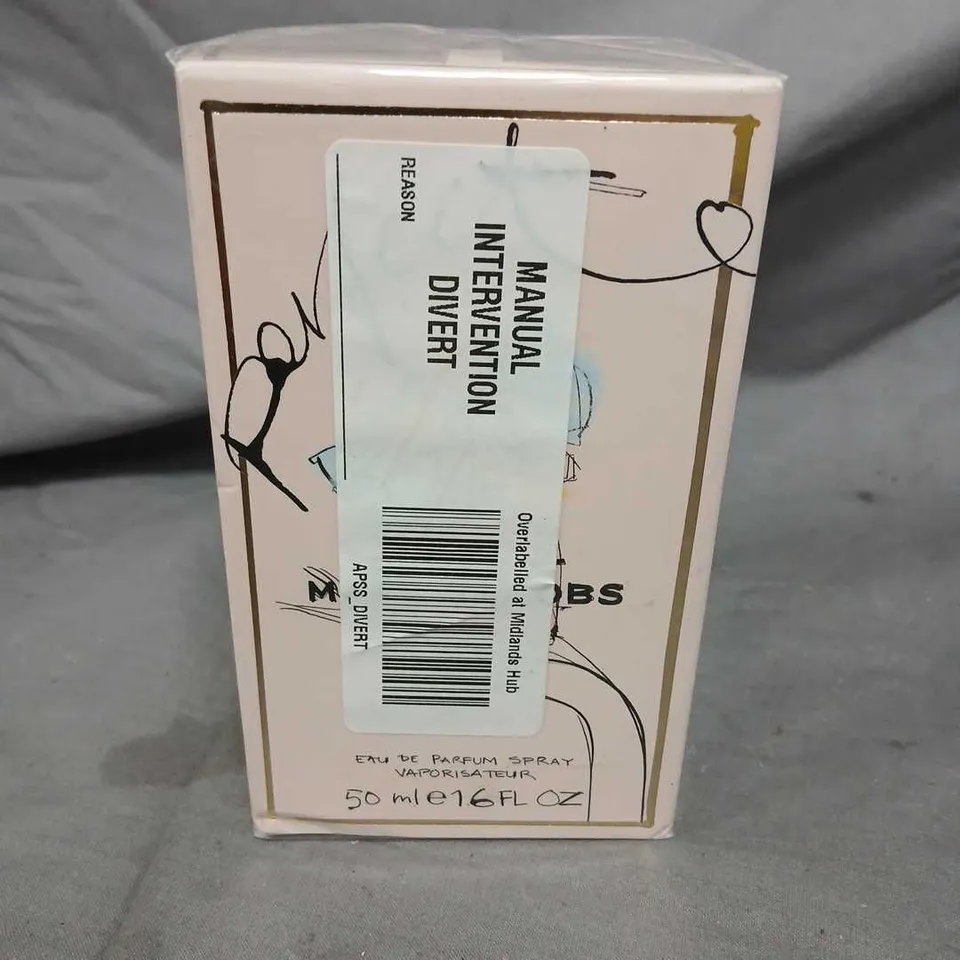 Per
REASON
MANUAL
INTERVENTION
DIVERT
Overlabelled at Midlands Hub
APSS_DIVERT
M
OBS
EAU DE PARFUM SPRAY
VAPORISATEUR
50 ml e 1.6 FL OZ